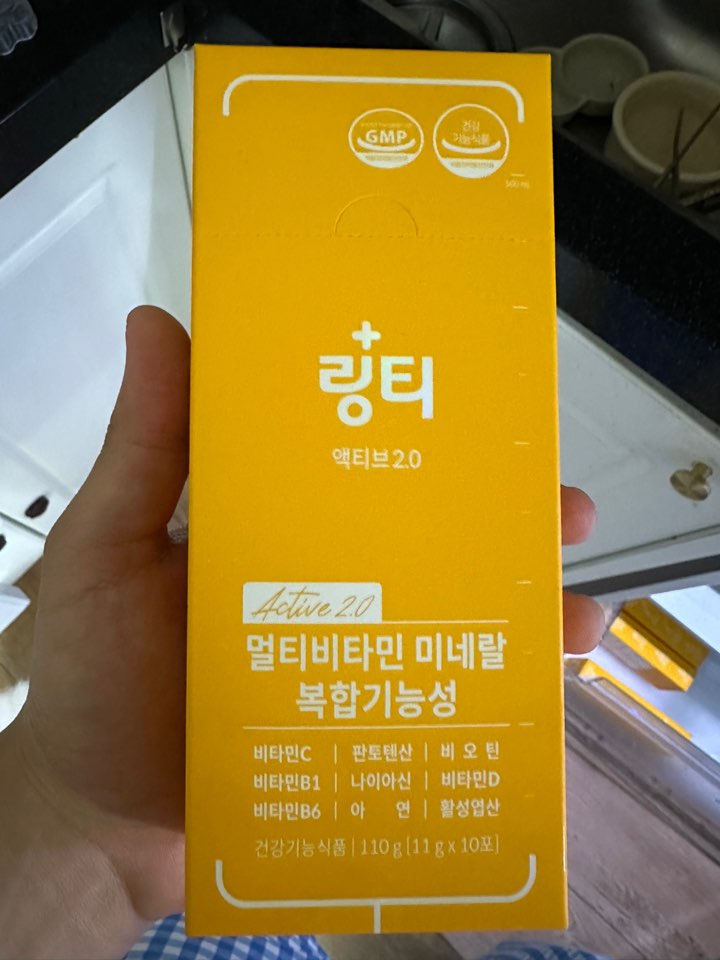 GMP
건강
기능식품
500 mL
링티
액티브2.0
Active 2.0
멀티비타민 미네랄
복합기능성
비타민C | 판토텐산 | 비 오 틴
비타민B1 | 나이아신 | 비타민D
비타민B6 | 아 연 | 활성엽산
건강기능식품 | 110 g [11 g x 10포]